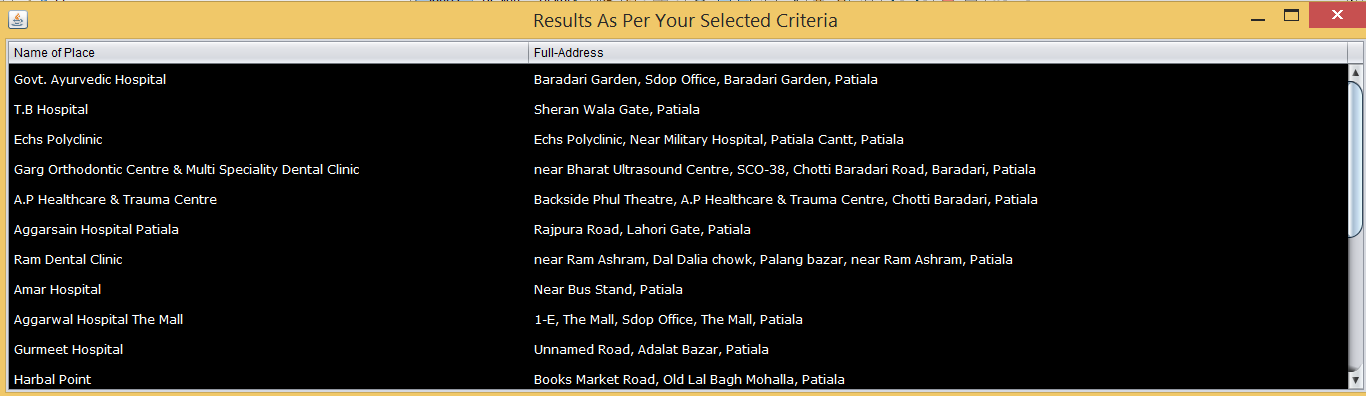 Results As Per Your Selected Criteria
Name of Place Full-Address
Govt. Ayurvedic Hospital Baradari Garden, Sdop Office, Baradari Garden, Patiala
T.B Hospital Sheran Wala Gate, Patiala
Echs Polyclinic Echs Polyclinic, Near Military Hospital, Patiala Cantt, Patiala
Garg Orthodontic Centre & Multi Speciality Dental Clinic near Bharat Ultrasound Centre, SCO-38, Chotti Baradari Road, Baradari, Patiala
A.P Healthcare & Trauma Centre Backside Phul Theatre, A.P Healthcare & Trauma Centre, Chotti Baradari, Patiala
Aggarsain Hospital Patiala Rajpura Road, Lahori Gate, Patiala
Ram Dental Clinic near Ram Ashram, Dal Dalia chowk, Palang bazar, near Ram Ashram, Patiala
Amar Hospital Near Bus Stand, Patiala
Aggarwal Hospital The Mall 1-E, The Mall, Sdop Office, The Mall, Patiala
Gurmeet Hospital Unnamed Road, Adalat Bazar, Patiala
Harbal Point Books Market Road, Old Lal Bagh Mohalla, Patiala